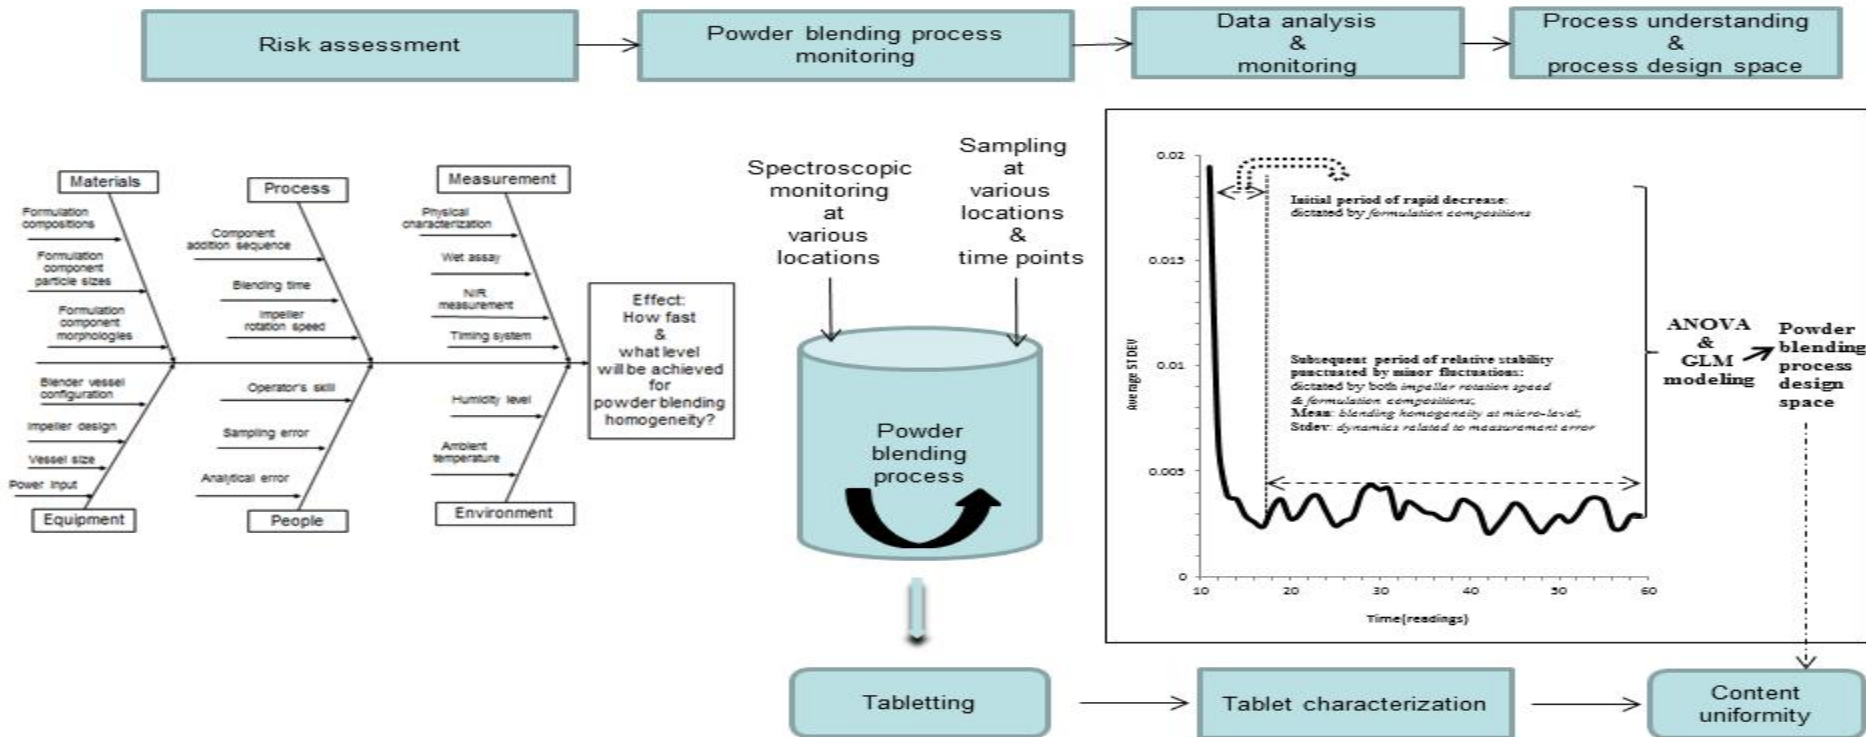 Risk assessment
Powder blending process
monitoring
Data analysis
&
monitoring
Process understanding
&
process design space
Materials
Formulation
compositions
Formulation
component
particle sizes
Formulation
component
morphologies
Process
Component
addition sequence
Blending time
Impeller
rotation speed
Measurement
Physical
characterization
Wet assay
NIR
measurement
Timing system
Blender vessel
configuration
Impeller design
Vessel size
Power Input
Equipment
Operator's skill
Sampling error
Analytical error
People
Humidity level
Ambient
temperature
Environment
Effect:
How fast
&
what level
will be achieved
for
powder blending
homogeneity?
Spectroscopic
monitoring
at
various
locations
Sampling
at
various
locations
&
time points
Powder
blending
process
0.02
0.015
0.01
0.005
0
Average STDEV
10
20
30
40
50
60
Time(readings)
Initial period of rapid decrease:
dictated by formulation compositions
Subsequent period of relative stability
punctuated by minor fluctuations:
dictated by both impeller rotation speed
& formulation compositions;
Mean: blending homogeneity at micro-level;
Stdev: dynamics related to measurement error
ANOVA
&
GLM
modeling
Powder
blending
process
design
space
Tabletting
Tablet characterization
Content
uniformity